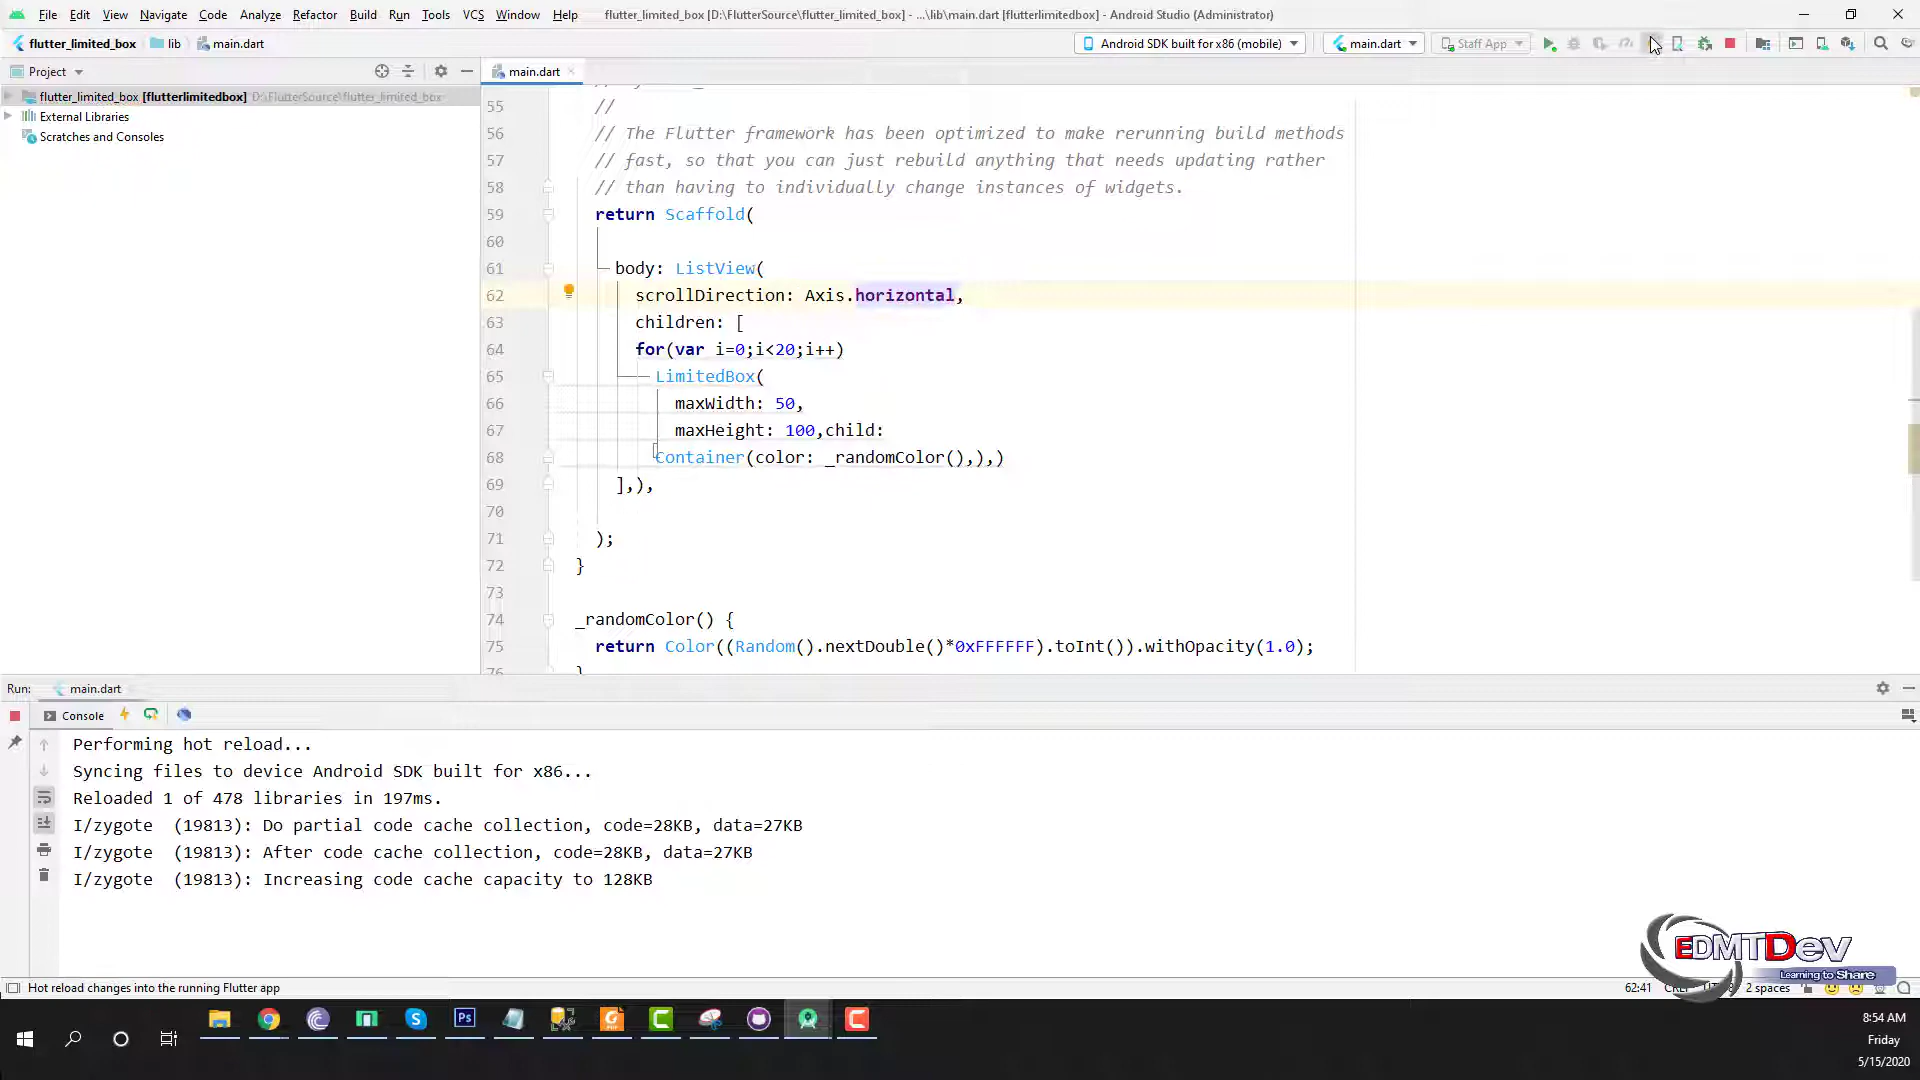 File Edit View Navigate Code Analyze Refactor Build Run Tools VCS Window Help flutter_limited_box [D:\FlutterSource\flutter_limited_box] - ...\lib\main.dart [flutterlimitedbox] - Android Studio (Administrator)
flutter_limited_box lib main.dart Android SDK built for x86 (mobile) main.dart Staff App
Project main.dart
flutter_limited_box [flutterlimitedbox] D:\FlutterSource\flutter_limited_box
External Libraries
Scratches and Consoles
55 //
56 // The Flutter framework has been optimized to make rerunning build methods
57 // fast, so that you can just rebuild anything that needs updating rather
58 // than having to individually change instances of widgets.
59 return Scaffold(
60
61 body: ListView(
62 scrollDirection: Axis.horizontal,
63 children: [
64 for(var i=0;i<20;i++)
65 LimitedBox(
66 maxWidth: 50,
67 maxHeight: 100,child:
68 Container(color: _randomColor(),),)
69 ],),
70
71 );
72 }
73
74 _randomColor() {
75 return Color((Random().nextDouble()*0xFFFFFF).toInt()).withOpacity(1.0);
76 }
Run: main.dart
Console
Performing hot reload...
Syncing files to device Android SDK built for x86...
Reloaded 1 of 478 libraries in 197ms.
I/zygote (19813): Do partial code cache collection, code=28KB, data=27KB
I/zygote (19813): After code cache collection, code=28KB, data=27KB
I/zygote (19813): Increasing code cache capacity to 128KB
EDMTDev
Learning to Share
Hot reload changes into the running Flutter app 62:41 2 spaces
Ps
8:54 AM
Friday
5/15/2020